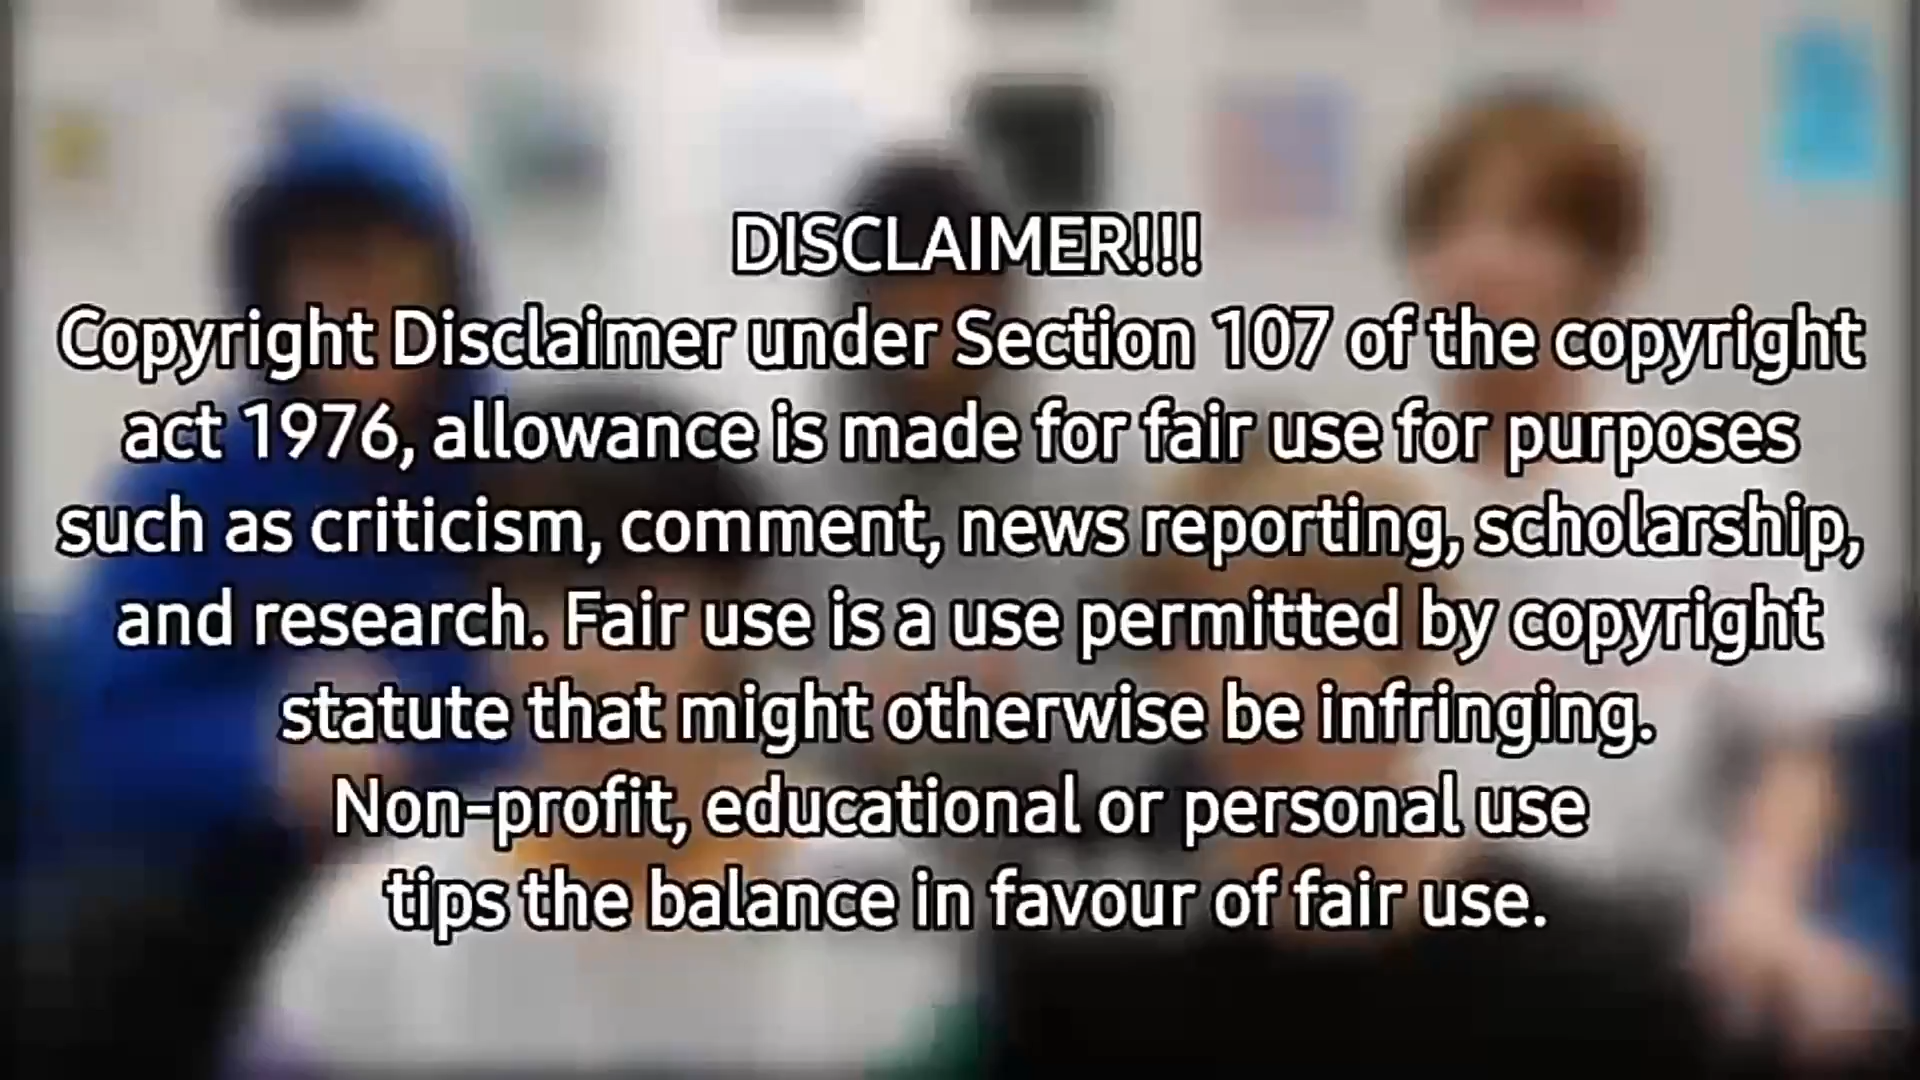 DISCLAIMER!!!
Copyright Disclaimer under Section 107 of the copyright
act 1976, allowance is made for fair use for purposes
such as criticism, comment, news reporting, scholarship,
and research. Fair use is a use permitted by copyright
statute that might otherwise be infringing.
Non-profit, educational or personal use
tips the balance in favour of fair use.